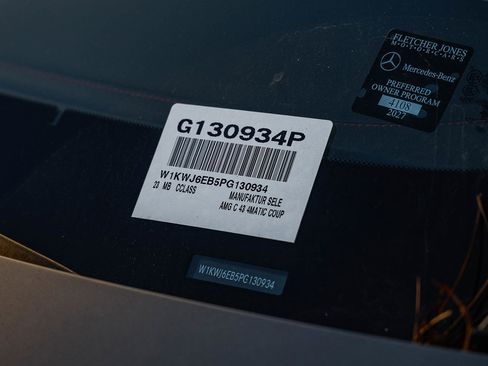 FLETCHER JONES
MOTORCARS
Mercedes-Benz
PREFERRED
OWNER PROGRAM
4108
2027
G130934P
W1KWJ6EB5PG130934
23 MB CCLASS MANUFAKTUR SELE
AMG C 43 4MATIC COUP
W1KWJ6EB5PG130934